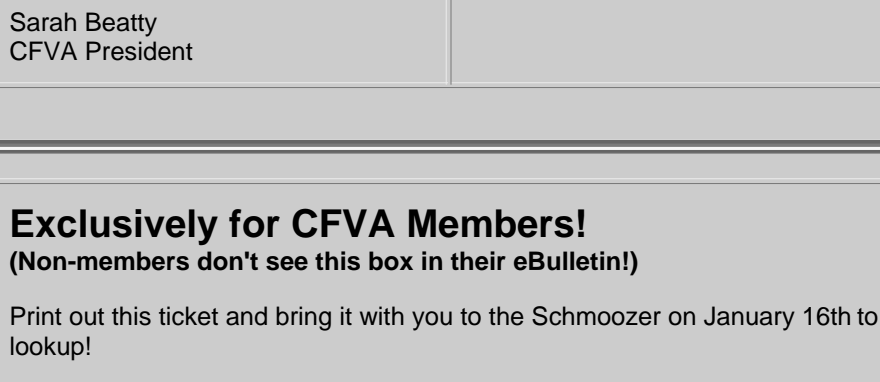 Sarah Beatty
CFVA President
Exclusively for CFVA Members!
(Non-members don't see this box in their eBulletin!)
Print out this ticket and bring it with you to the Schmoozer on January 16th to
lookup!